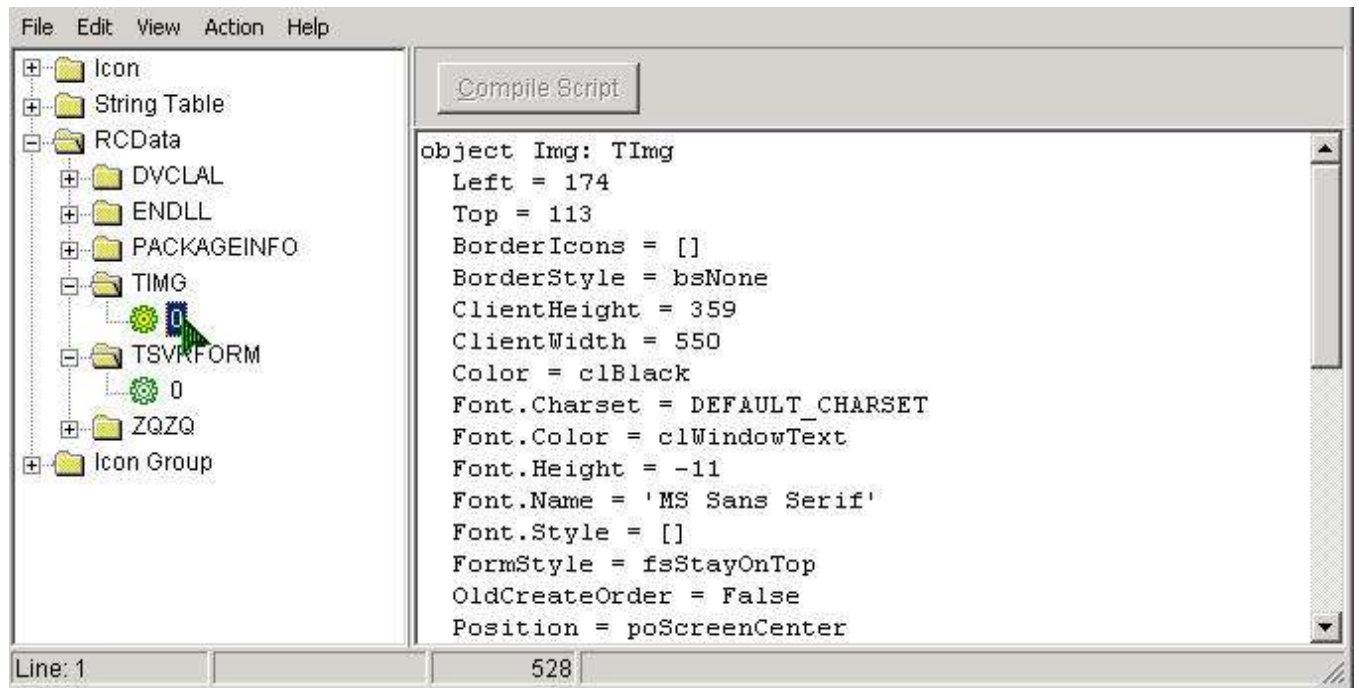 File Edit View Action Help
Icon
String Table
RCData
DVCLAL
ENDLL
PACKAGEINFO
TIMG
0
TSVRFORM
0
ZQZQ
Icon Group
Compile Script
object Img: TImg
Left = 174
Top = 113
BorderIcons = []
BorderStyle = bsNone
ClientHeight = 359
ClientWidth = 550
Color = clBlack
Font.Charset = DEFAULT_CHARSET
Font.Color = clWindowText
Font.Height = -11
Font.Name = 'MS Sans Serif'
Font.Style = []
FormStyle = fsStayOnTop
OldCreateOrder = False
Position = poScreenCenter
Line: 1 528